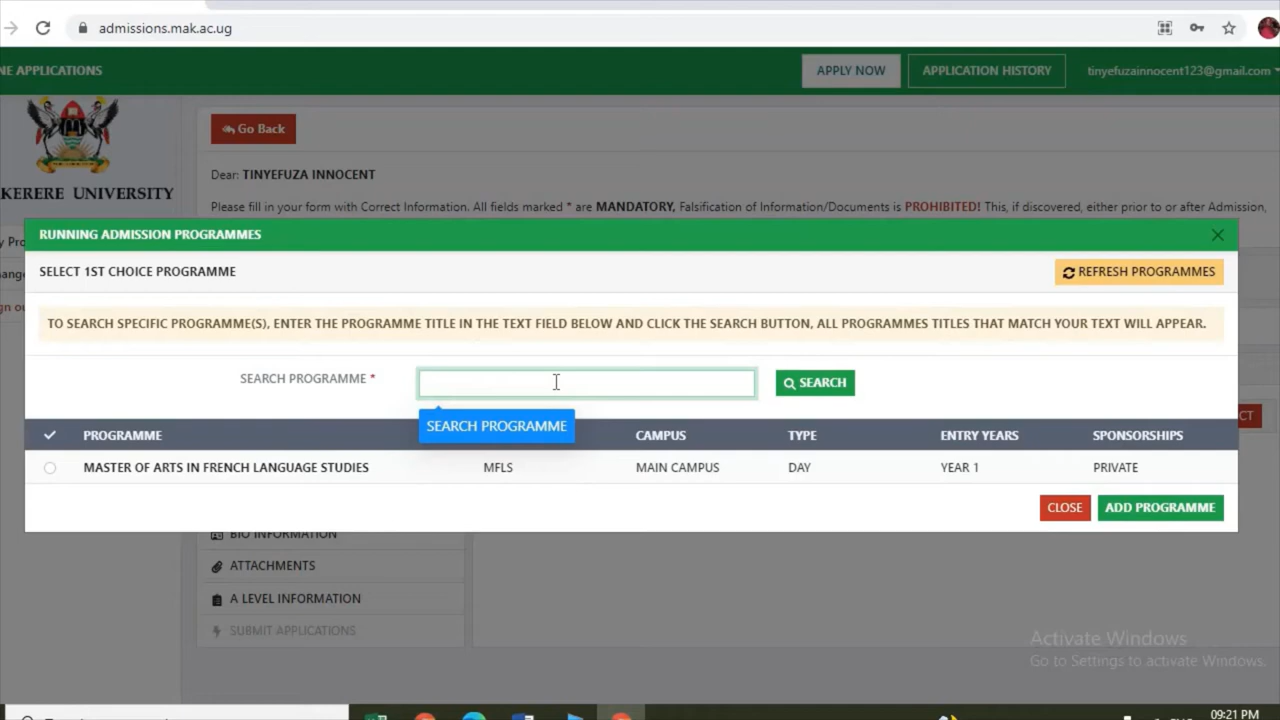 admissions.mak.ac.ug
NE APPLICATIONS
APPLY NOW
APPLICATION HISTORY
tinyefuzainnocent123@gmail.com
Go Back
KERERE UNIVERSITY
Dear: TINYEFUZA INNOCENT
Please fill in your form with Correct Information. All fields marked * are MANDATORY, Falsification of Information/Documents is PROHIBITED! This, if discovered, either prior to or after Admission,
y Pro
RUNNING ADMISSION PROGRAMMES
SELECT 1ST CHOICE PROGRAMME
REFRESH PROGRAMMES
hang
gn ou
TO SEARCH SPECIFIC PROGRAMME(S), ENTER THE PROGRAMME TITLE IN THE TEXT FIELD BELOW AND CLICK THE SEARCH BUTTON, ALL PROGRAMMES TITLES THAT MATCH YOUR TEXT WILL APPEAR.
SEARCH PROGRAMME *
SEARCH
SEARCH PROGRAMME
CT
PROGRAMME CAMPUS TYPE ENTRY YEARS SPONSORSHIPS
MASTER OF ARTS IN FRENCH LANGUAGE STUDIES MFLS MAIN CAMPUS DAY YEAR 1 PRIVATE
CLOSE
ADD PROGRAMME
BIO INFORMATION
ATTACHMENTS
A LEVEL INFORMATION
SUBMIT APPLICATIONS
Activate Windows
Go to Settings to activate Windows.
09:21 PM